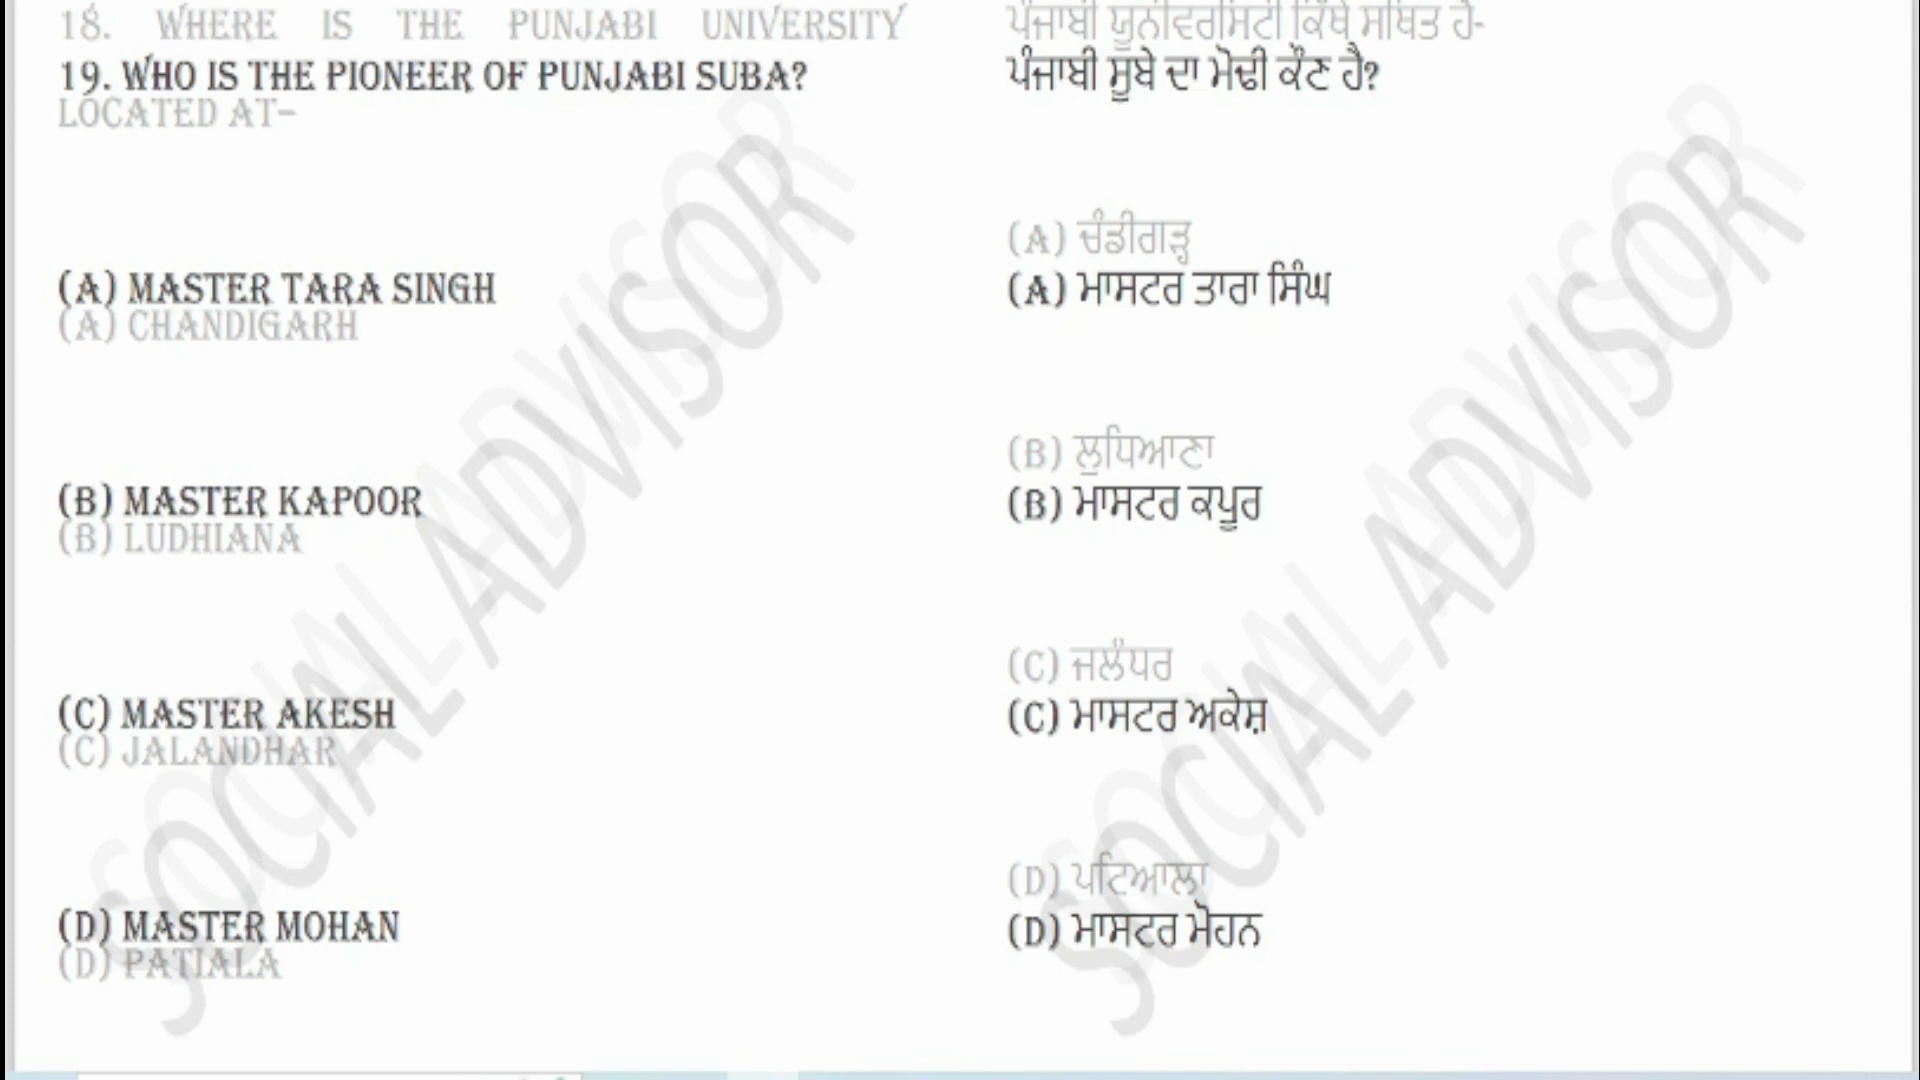 18. WHERE IS THE PUNJABI UNIVERSITY
19. WHO IS THE PIONEER OF PUNJABI SUBA?
LOCATED AT-
(A) MASTER TARA SINGH
(A) CHANDIGARH
(B) MASTER KAPOOR
(B) LUDHIANA
(C) MASTER AKESH
(C) JALANDHAR
(D) MASTER MOHAN
(D) PATIALA
ਪੰਜਾਬੀ ਯੂਨੀਵਰਸਿਟੀ ਕਿੱਥੇ ਸਥਿਤ ਹੈ-
ਪੰਜਾਬੀ ਸੂਬੇ ਦਾ ਮੋਢੀ ਕੌਣ ਹੈ?
(A) ਚੰਡੀਗੜ੍ਹ
(A) ਮਾਸਟਰ ਤਾਰਾ ਸਿੰਘ
(B) ਲੁਧਿਆਣਾ
(B) ਮਾਸਟਰ ਕਪੂਰ
(C) ਜਲੰਧਰ
(C) ਮਾਸਟਰ ਅਕੇਸ਼
(D) ਪਟਿਆਲਾ
(D) ਮਾਸਟਰ ਮੋਹਨ
SOCIAL ADVISOR
SOCIAL ADVISOR